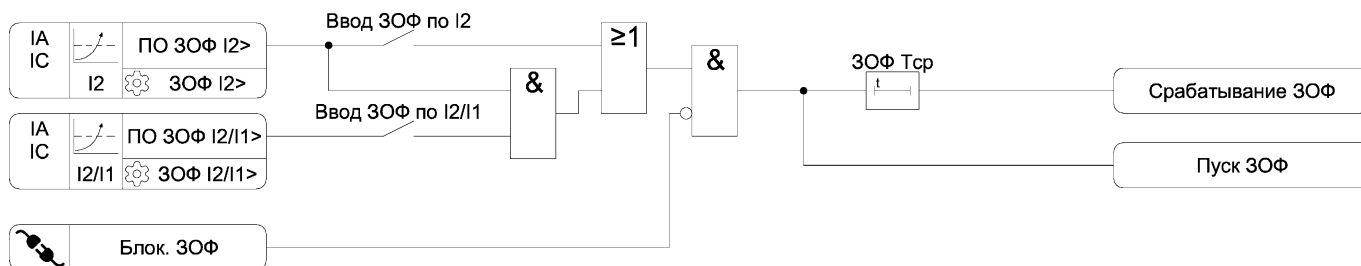 IA
IC
I2
ПО ЗОФ I2>
ЗОФ I2>
Ввод ЗОФ по I2
IA
IC
I2/I1
ПО ЗОФ I2/I1>
ЗОФ I2/I1>
Ввод ЗОФ по I2/I1
&
≥1
&
Блок. ЗОФ
ЗОФ Тср
t
Срабатывание ЗОФ
Пуск ЗОФ